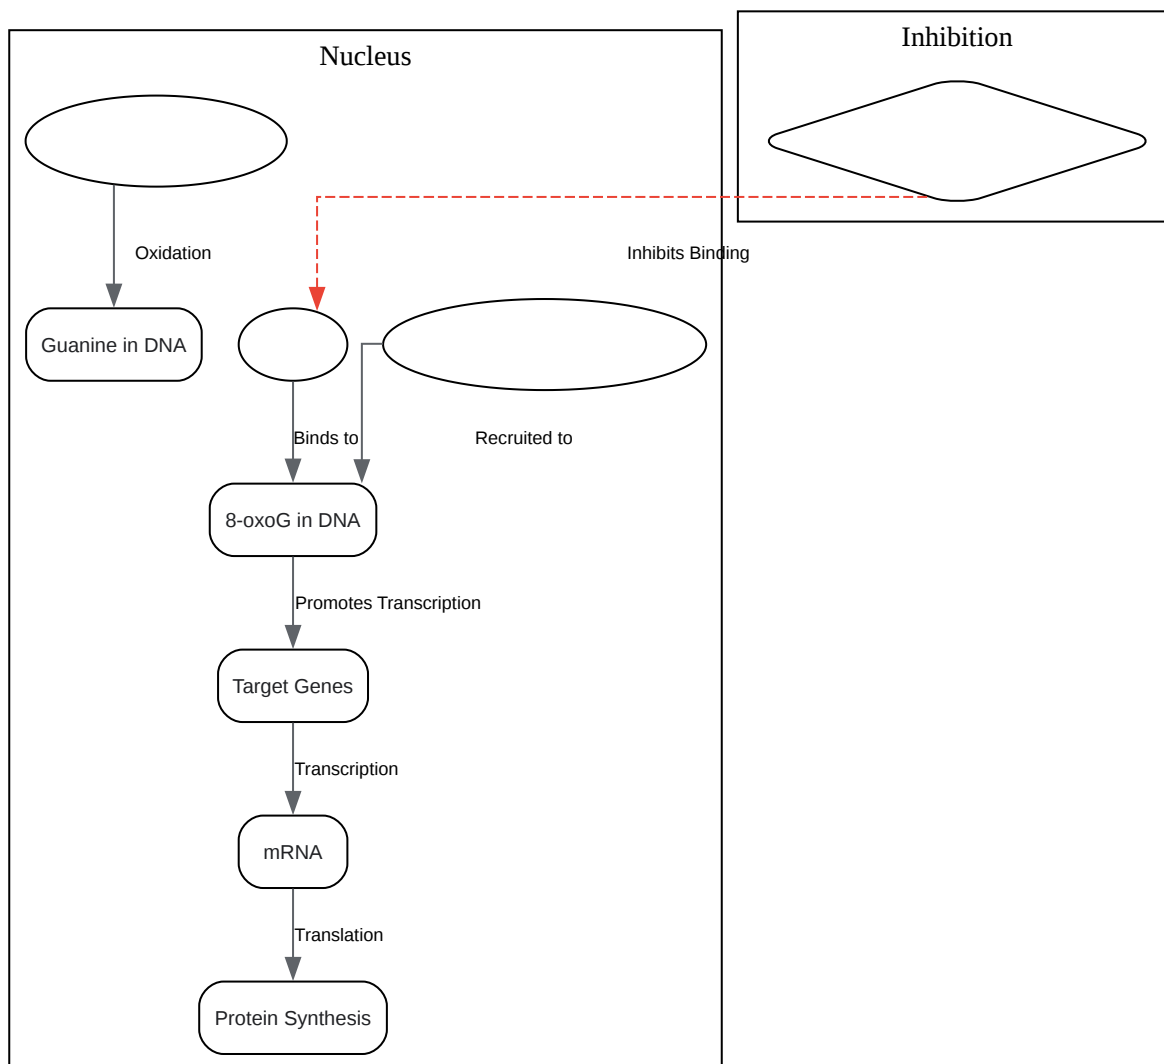 Nucleus
Inhibition
Oxidation
Inhibits Binding
Guanine in DNA
Binds to
Recruited to
8-oxoG in DNA
Promotes Transcription
Target Genes
Transcription
mRNA
Translation
Protein Synthesis